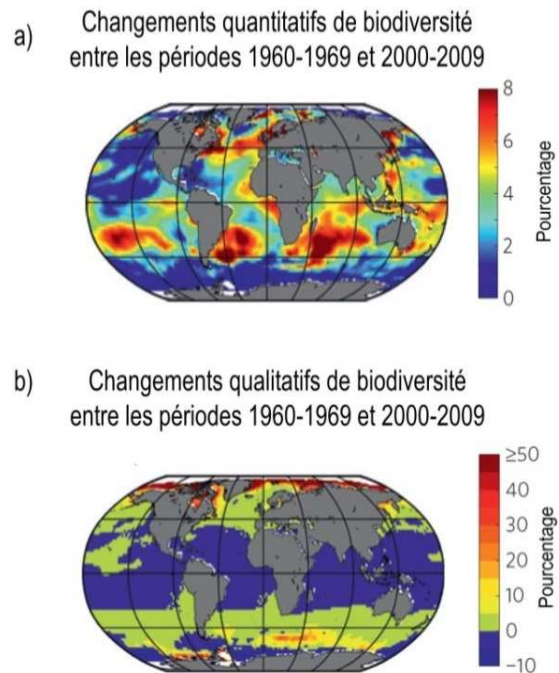 a)
Changements quantitatifs de biodiversité
entre les périodes 1960-1969 et 2000-2009
8
6
4
2
0
Pourcentage
b)
Changements qualitatifs de biodiversité
entre les périodes 1960-1969 et 2000-2009
≥50
40
30
20
10
0
−10
Pourcentage